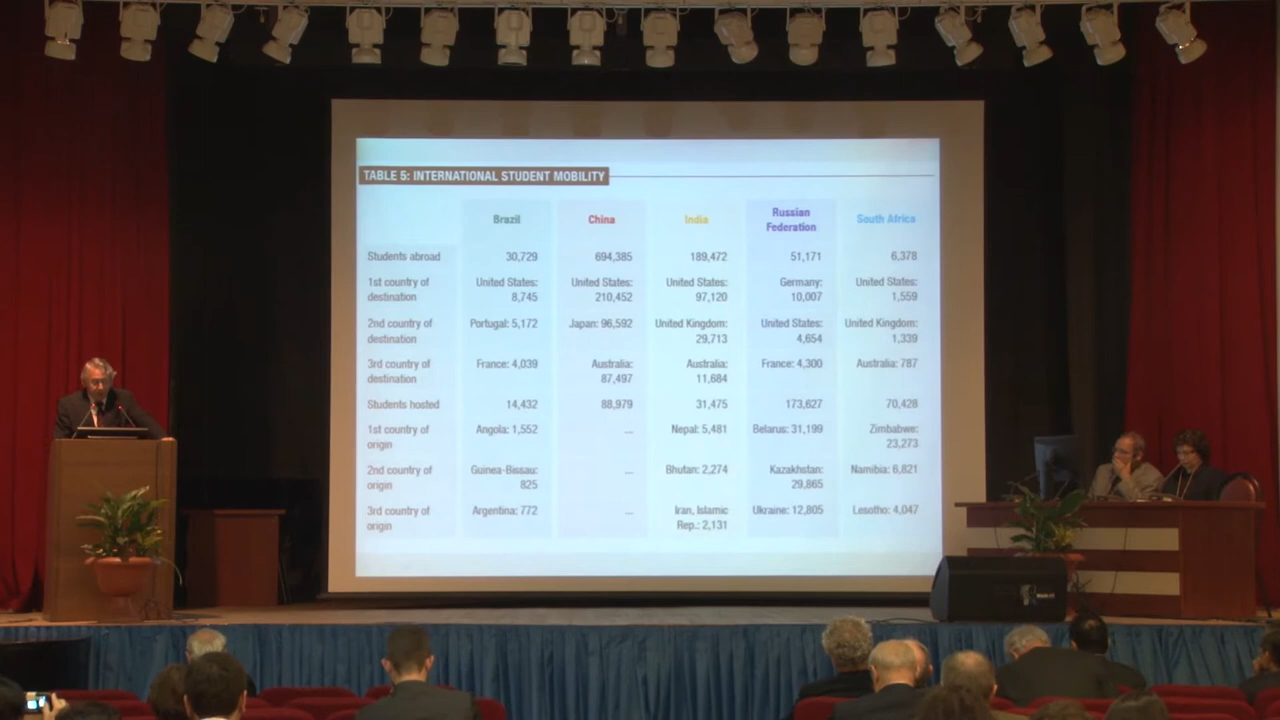 TABLE 5: INTERNATIONAL STUDENT MOBILITY
Brazil China India Russian Federation South Africa
Students abroad 30,729 694,385 189,472 51,171 6,378
1st country of destination United States: 8,745 United States: 210,452 United States: 97,120 Germany: 10,007 United States: 1,559
2nd country of destination Portugal: 5,172 Japan: 96,592 United Kingdom: 29,713 United States: 4,654 United Kingdom: 1,339
3rd country of destination France: 4,039 Australia: 87,497 Australia: 11,684 France: 4,300 Australia: 787
Students hosted 14,432 88,979 31,475 173,627 70,428
1st country of origin Angola: 1,552 ... Nepal: 5,481 Belarus: 31,199 Zimbabwe: 23,273
2nd country of origin Guinea-Bissau: 825 ... Bhutan: 2,274 Kazakhstan: 29,865 Namibia: 6,821
3rd country of origin Argentina: 772 ... Iran, Islamic Rep.: 2,131 Ukraine: 12,805 Lesotho: 4,047